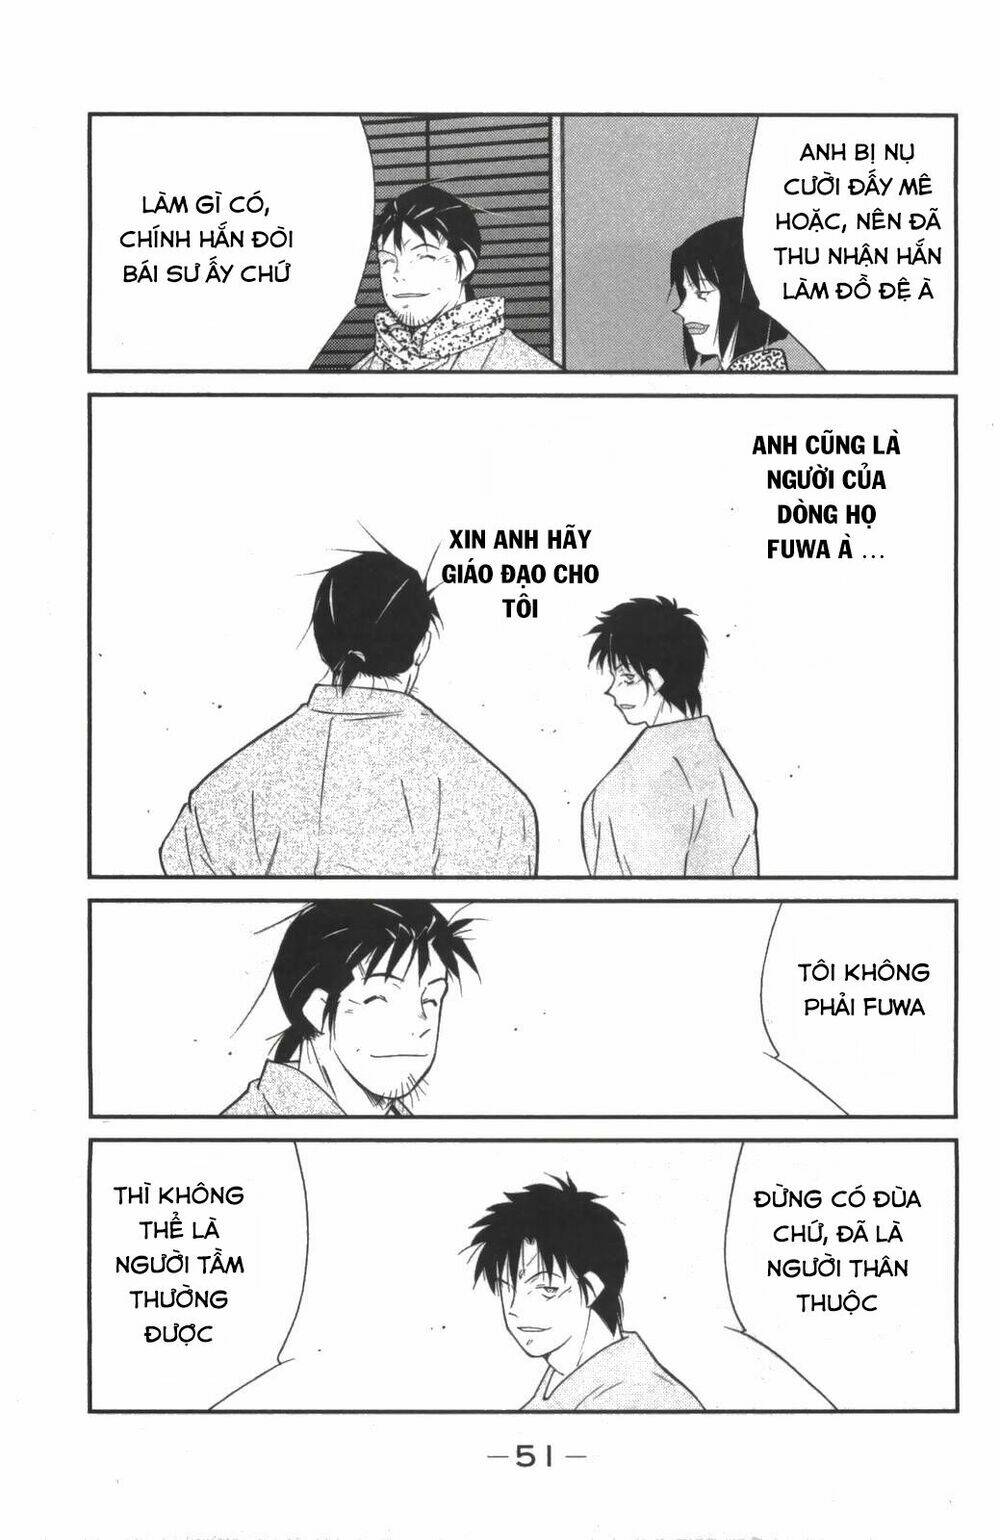 ANH BỊ NỤ
CƯỜI ĐẤY MÊ
HOẶC, NÊN ĐÃ
THU NHẬN HẮN
LÀM ĐỒ ĐỆ À
LÀM GÌ CÓ,
CHÍNH HẮN ĐÒI
BÁI SƯ ẤY CHỨ
ANH CŨNG LÀ
NGƯỜI CỦA
DÒNG HỌ
FUWA À ...
XIN ANH HÃY
GIÁO ĐẠO CHO
TÔI
TÔI KHÔNG
PHẢI FUWA
ĐỪNG CÓ ĐÙA
CHỨ, ĐÃ LÀ
NGƯỜI THÂN
THUỘC
THÌ KHÔNG
THỂ LÀ
NGƯỜI TẦM
THƯỜNG
ĐƯỢC
—51—